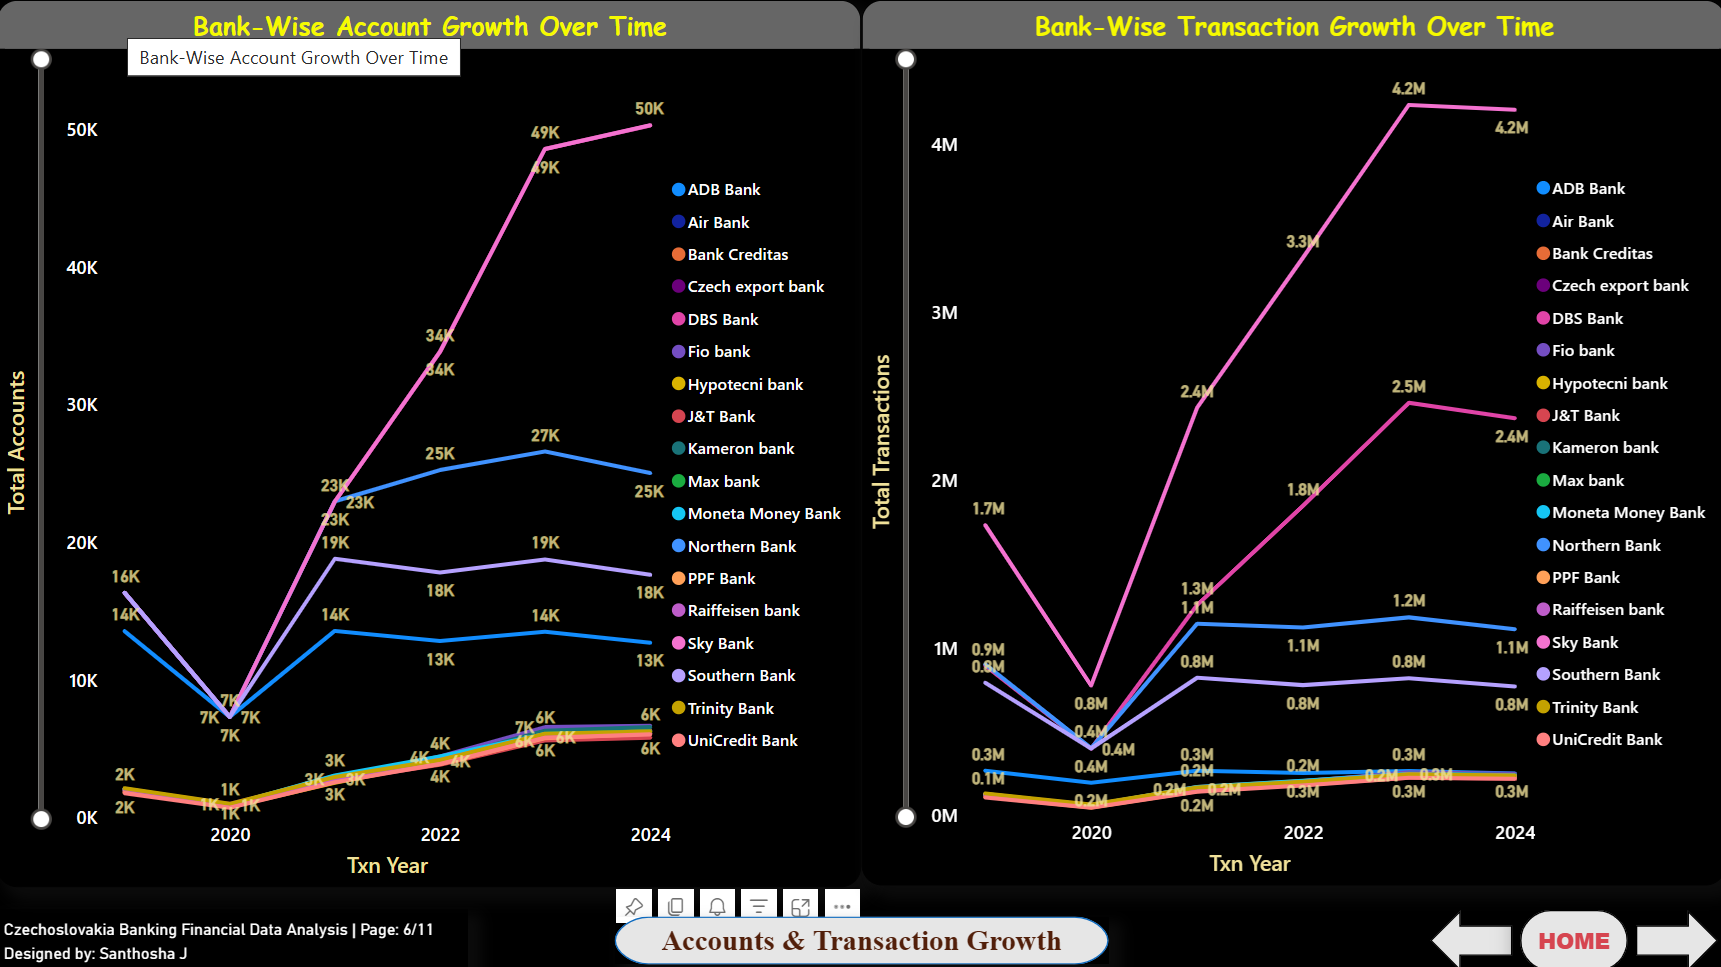 Bank-Wise Account Growth Over Time
Bank-Wise Account Growth Over Time
Total Accounts
50K
40K
30K
20K
10K
0K
50K
49K
49K
34K
34K
27K
25K
25K
23K
23K
23K
19K
19K
18K
18K
16K
14K
14K
14K
13K
13K
7K
7K
7K
7K
7K
6K
6K
6K
6K
6K
6K
4K
4K
4K
4K
3K
3K
3K
3K
2K
2K
1K
1K
1K
1K
2020
2022
2024
Txn Year
ADB Bank
Air Bank
Bank Creditas
Czech export bank
DBS Bank
Fio bank
Hypotecni bank
J&T Bank
Kameron bank
Max bank
Moneta Money Bank
Northern Bank
PPF Bank
Raiffeisen bank
Sky Bank
Southern Bank
Trinity Bank
UniCredit Bank
Bank-Wise Transaction Growth Over Time
Total Transactions
4M
3M
2M
1M
0M
4.2M
4.2M
3.3M
2.4M
2.5M
2.4M
1.8M
1.7M
1.3M
1.1M
1.2M
1.1M
1.1M
0.9M
0.8M
0.8M
0.8M
0.8M
0.8M
0.8M
0.4M
0.4M
0.4M
0.3M
0.3M
0.2M
0.3M
0.1M
0.2M
0.2M
0.2M
0.2M
0.2M
0.2M
0.3M
0.3M
0.3M
0.3M
2020
2022
2024
Txn Year
ADB Bank
Air Bank
Bank Creditas
Czech export bank
DBS Bank
Fio bank
Hypotecni bank
J&T Bank
Kameron bank
Max bank
Moneta Money Bank
Northern Bank
PPF Bank
Raiffeisen bank
Sky Bank
Southern Bank
Trinity Bank
UniCredit Bank
Czechoslovakia Banking Financial Data Analysis | Page: 6/11
Designed by: Santhosha J
Accounts & Transaction Growth
HOME